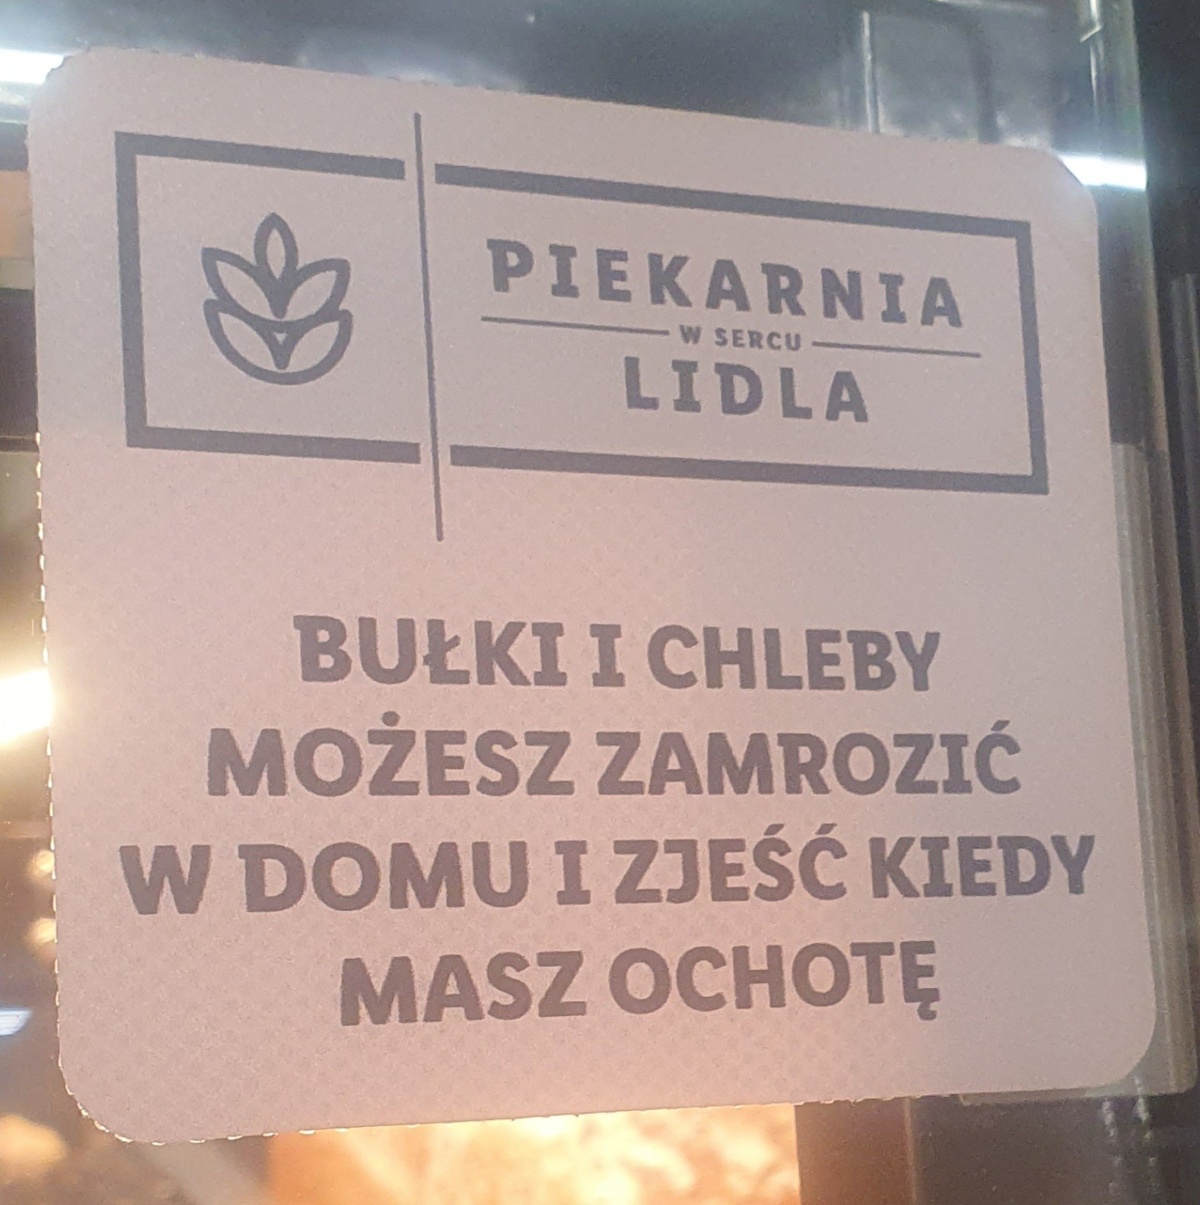 PIEKARNIA
W SERCU
LIDLA
BUŁKI I CHLEBY
MOŻESZ ZAMROZIĆ
W DOMU I ZJEŚĆ KIEDY
MASZ OCHOTĘ